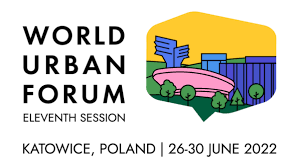 WORLD
URBAN
FORUM
ELEVENTH SESSION
KATOWICE, POLAND | 26-30 JUNE 2022